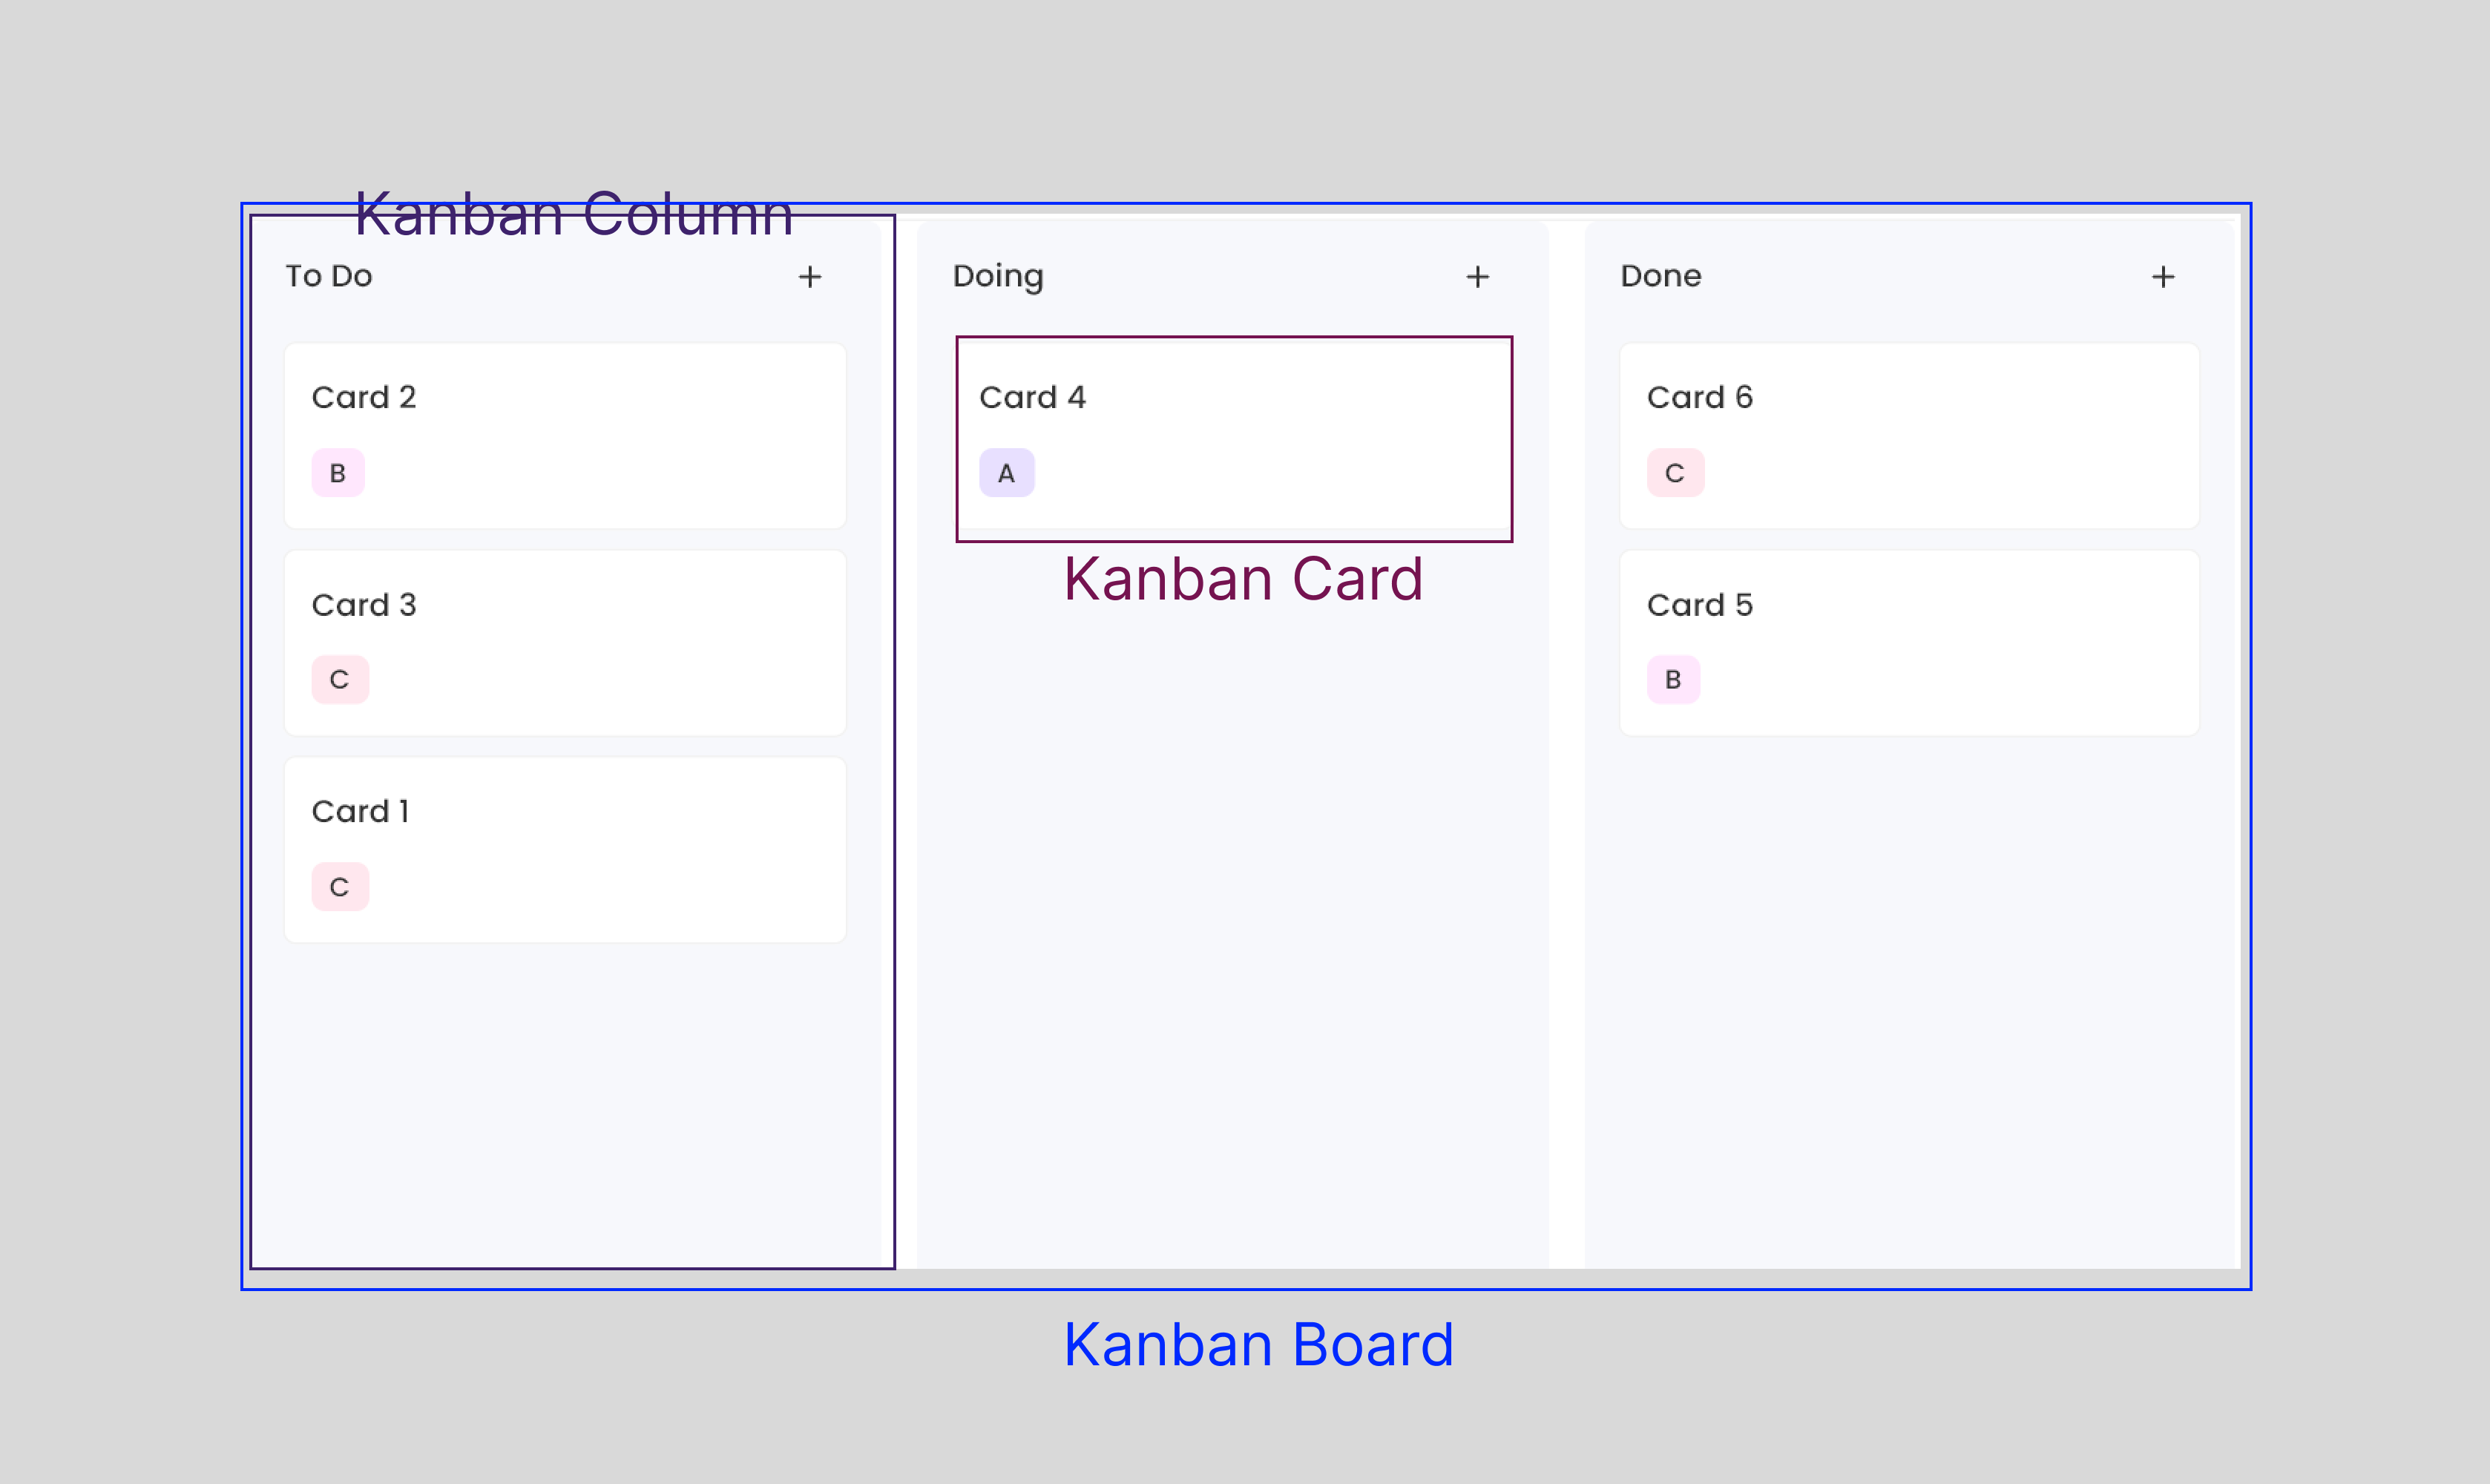 Kanban Column
To Do +
Card 2
B
Card 3
C
Card 1
C
Doing +
Card 4
A
Kanban Card
Done +
Card 6
C
Card 5
B
Kanban Board